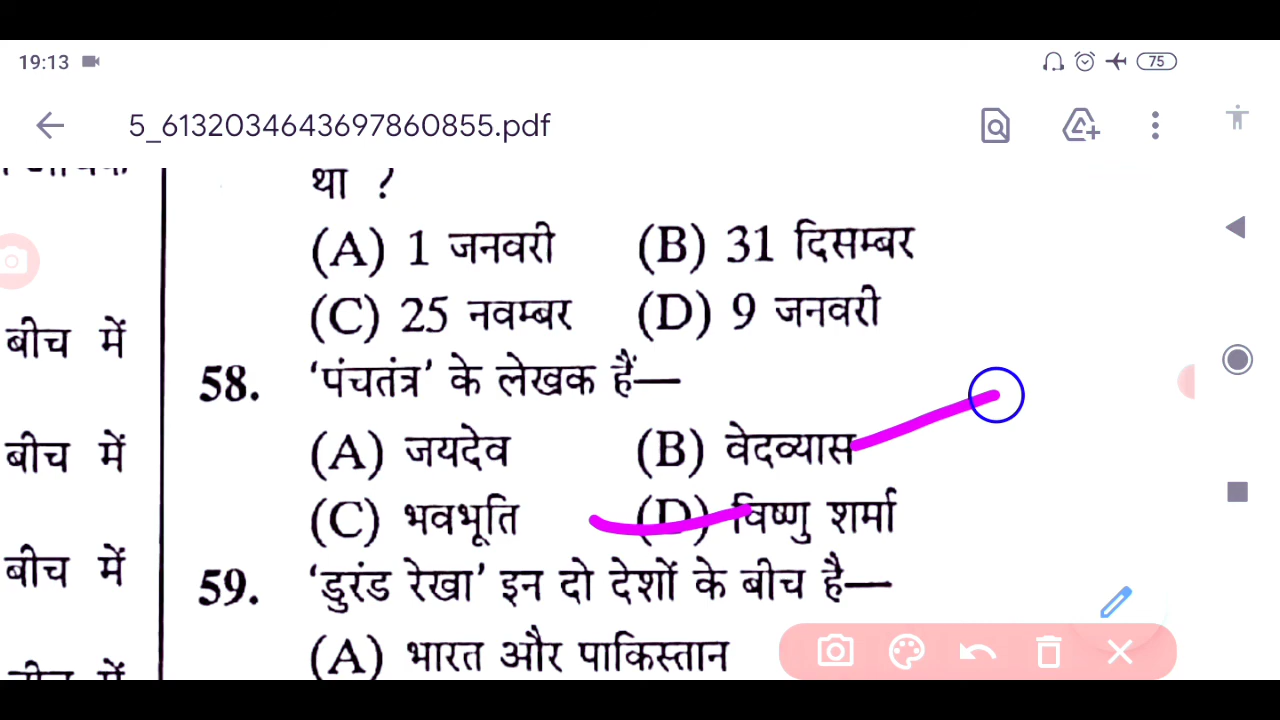 19:13
75
5_6132034643697860855.pdf
था ?
(A) 1 जनवरी (B) 31 दिसम्बर
(C) 25 नवम्बर (D) 9 जनवरी
बीच में
58. 'पंचतंत्र' के लेखक हैं—
(A) जयदेव (B) वेदव्यास
बीच में
(C) भवभूति (D) विष्णु शर्मा
बीच में
59. 'डुरंड रेखा' इन दो देशों के बीच है—
(A) भारत और पाकिस्तान